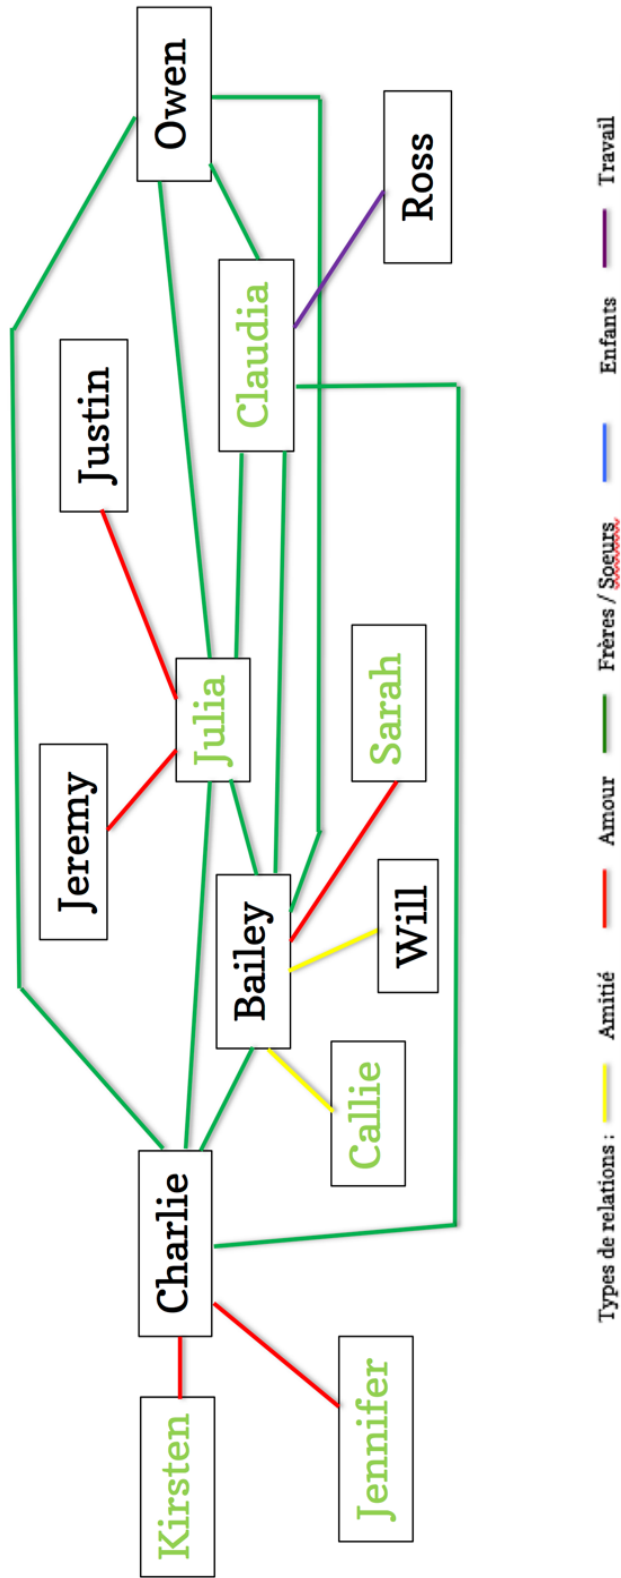 Jeremy
Justin
Kirsten
Charlie
Julia
Owen
Bailey
Claudia
Jennifer
Callie
Sarah
Will
Ross
Types de relations : Amitié Amour Frères / Soeurs Enfants Travail